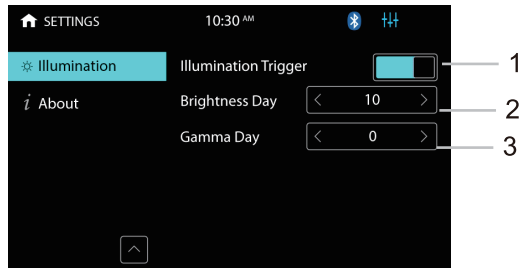 SETTINGS 10:30 AM
Illumination Illumination Trigger 1
i About Brightness Day < 10 > 2
Gamma Day < 0 > 3